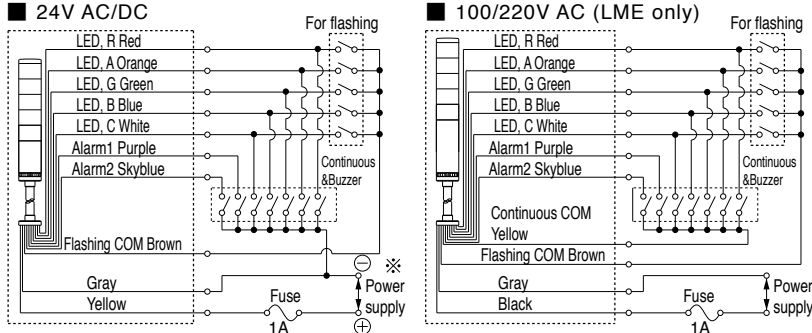 ■ 24V AC/DC
For flashing
LED, R Red
LED, A Orange
LED, G Green
LED, B Blue
LED, C White
Alarm1 Purple
Alarm2 Skyblue
Continuous
&Buzzer
Flashing COM Brown
⊖ ※
Gray
Yellow
Fuse
1A
Power
supply
⊕
■ 100/220V AC (LME only)
For flashing
LED, R Red
LED, A Orange
LED, G Green
LED, B Blue
LED, C White
Alarm1 Purple
Alarm2 Skyblue
Continuous
&Buzzer
Continuous COM
Yellow
Flashing COM Brown
Gray
Black
Fuse
1A
Power
supply